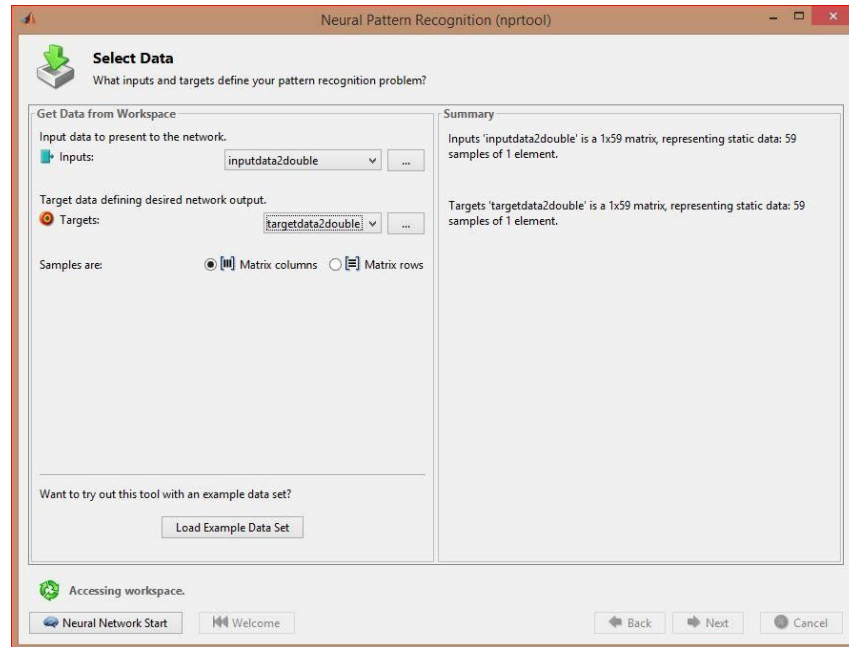 Neural Pattern Recognition (nprtool)
Select Data
What inputs and targets define your pattern recognition problem?
Get Data from Workspace
Input data to present to the network.
Inputs:
inputdata2double
...
Target data defining desired network output.
Targets:
targetdata2double
...
Samples are:
Matrix columns
Matrix rows
Want to try out this tool with an example data set?
Load Example Data Set
Summary
Inputs 'inputdata2double' is a 1x59 matrix, representing static data: 59
samples of 1 element.
Targets 'targetdata2double' is a 1x59 matrix, representing static data: 59
samples of 1 element.
Accessing workspace.
Neural Network Start
Welcome
Back
Next
Cancel